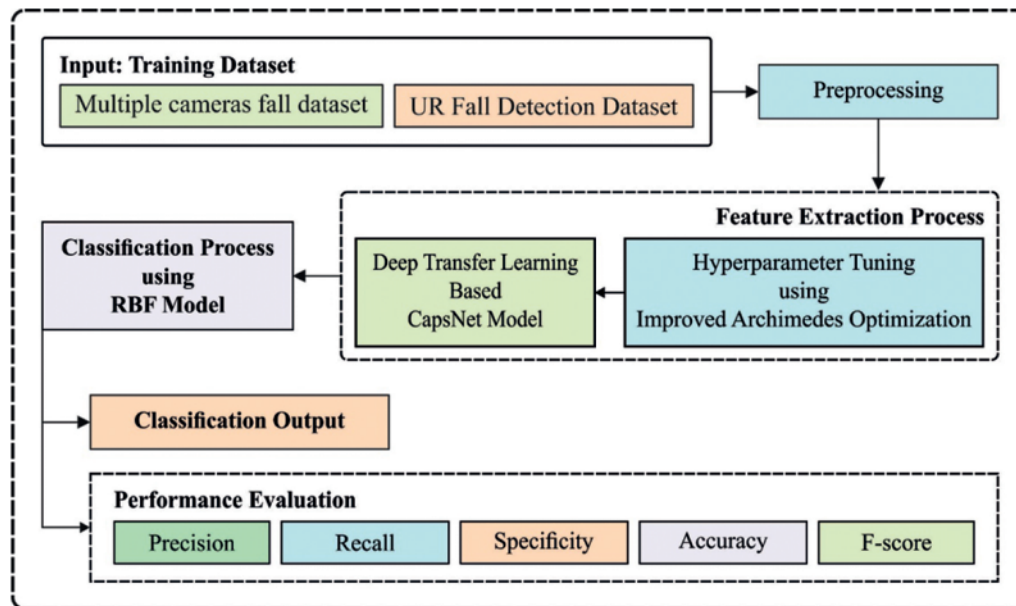 Input: Training Dataset
Multiple cameras fall dataset
UR Fall Detection Dataset
Preprocessing
Feature Extraction Process
Classification Process
using
RBF Model
Deep Transfer Learning
Based
CapsNet Model
Hyperparameter Tuning
using
Improved Archimedes Optimization
Classification Output
Performance Evaluation
Precision
Recall
Specificity
Accuracy
F-score